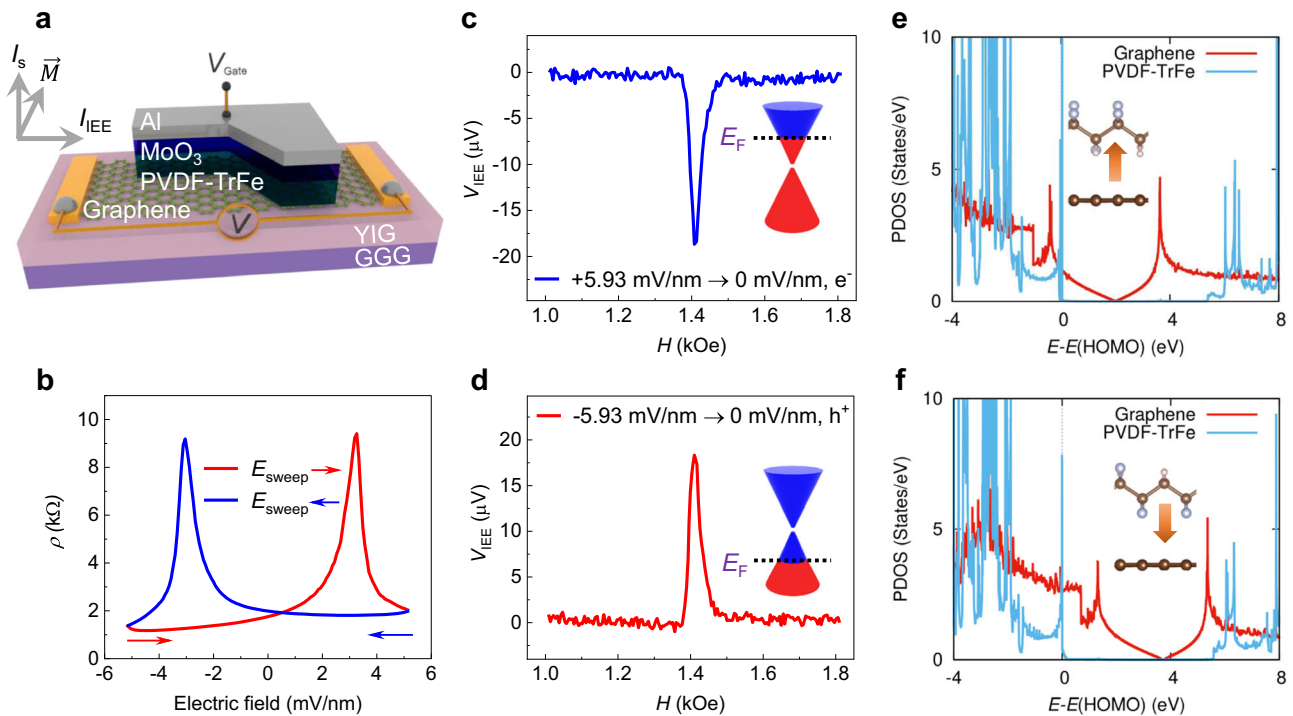 a
I_s
M⃗
I_IEE
V_Gate
Al
MoO₃
PVDF-TrFe
Graphene
V
YIG
GGG
b
10
8
6
4
2
0
ρ (kΩ)
E_sweep
E_sweep
-6 -4 -2 0 2 4 6
Electric field (mV/nm)
c
0
-5
-10
-15
-20
V_IEE (μV)
E_F
+5.93 mV/nm → 0 mV/nm, e⁻
1.0 1.2 1.4 1.6 1.8
H (kOe)
d
-5.93 mV/nm → 0 mV/nm, h⁺
20
15
10
5
0
V_IEE (μV)
E_F
1.0 1.2 1.4 1.6 1.8
H (kOe)
e
10
5
0
PDOS (States/eV)
Graphene
PVDF-TrFe
-4 0 4 8
E-E(HOMO) (eV)
f
10
5
0
PDOS (States/eV)
Graphene
PVDF-TrFe
-4 0 4 8
E-E(HOMO) (eV)